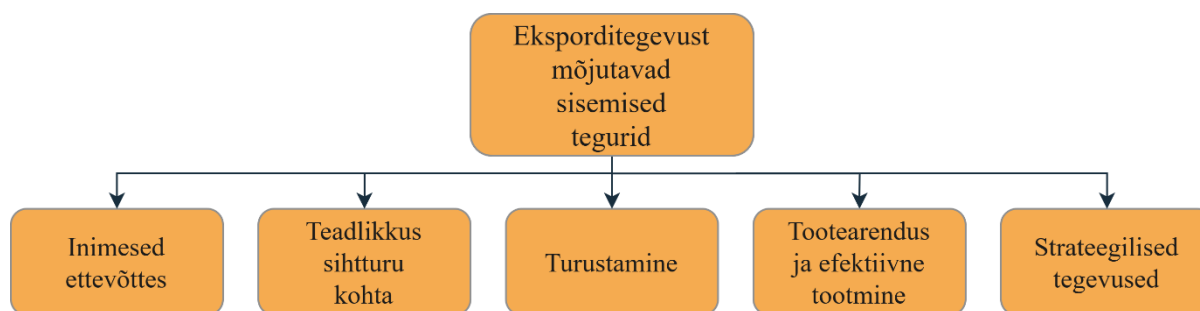 Eksporditegevust
mõjutavad
sisemised
tegurid
Inimesed
ettevõttes
Teadlikkus
sihtturu
kohta
Turustamine
Tootearendus
ja efektiivne
tootmine
Strateegilised
tegevused